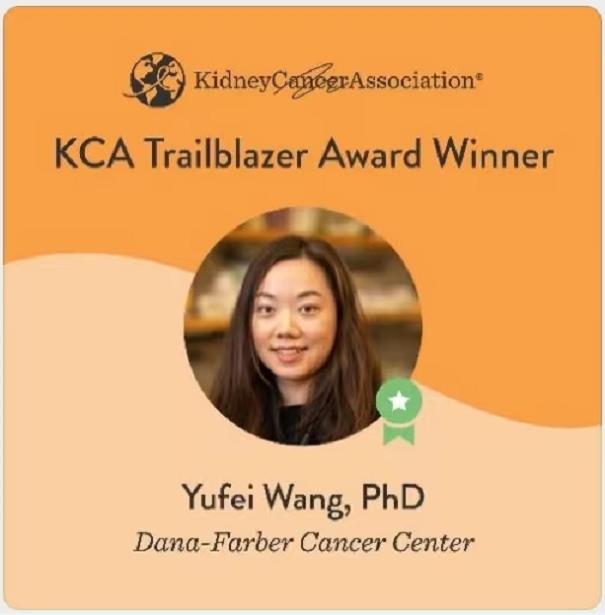 KidneyCancerAssociation®
KCA Trailblazer Award Winner
Yufei Wang, PhD
Dana-Farber Cancer Center